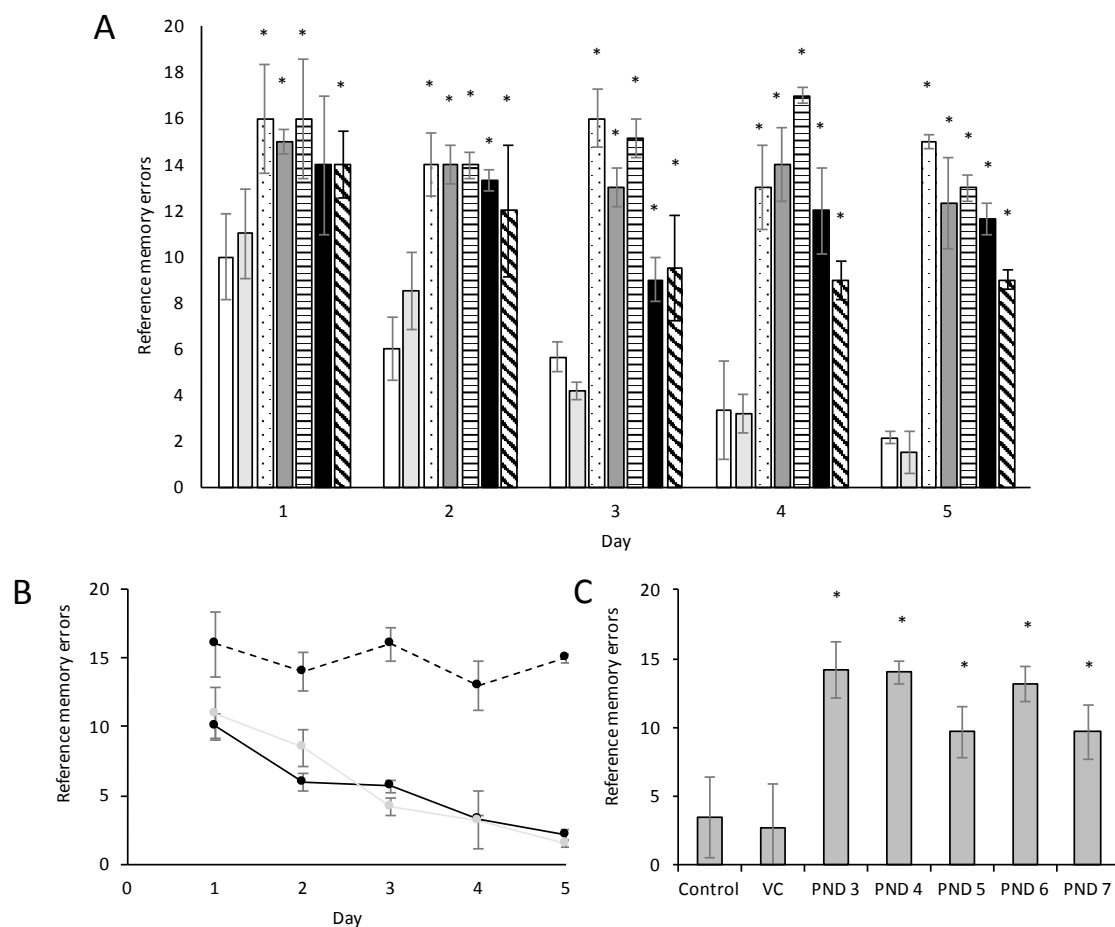 A
Reference memory errors
20
18
16
14
12
10
8
6
4
2
0
* * * *
* * * * *
* * * * *
* * * * *
* * * * *
1 2 3 4 5
Day
B
Reference memory errors
20
15
10
5
0
0 1 2 3 4 5
Day
C
Reference memory errors
20
15
10
5
0
* * * * *
Control VC PND 3 PND 4 PND 5 PND 6 PND 7